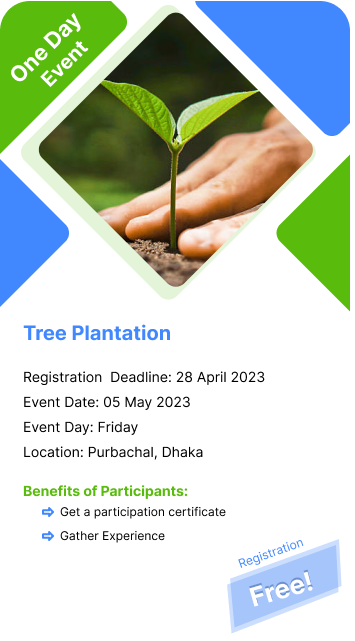 One Day
Event
Tree Plantation
Registration  Deadline: 28 April 2023
Event Date: 05 May 2023
Event Day: Friday
Location: Purbachal, Dhaka
Benefits of Participants:
Get a participation certificate
Gather Experience
Registration
Free!